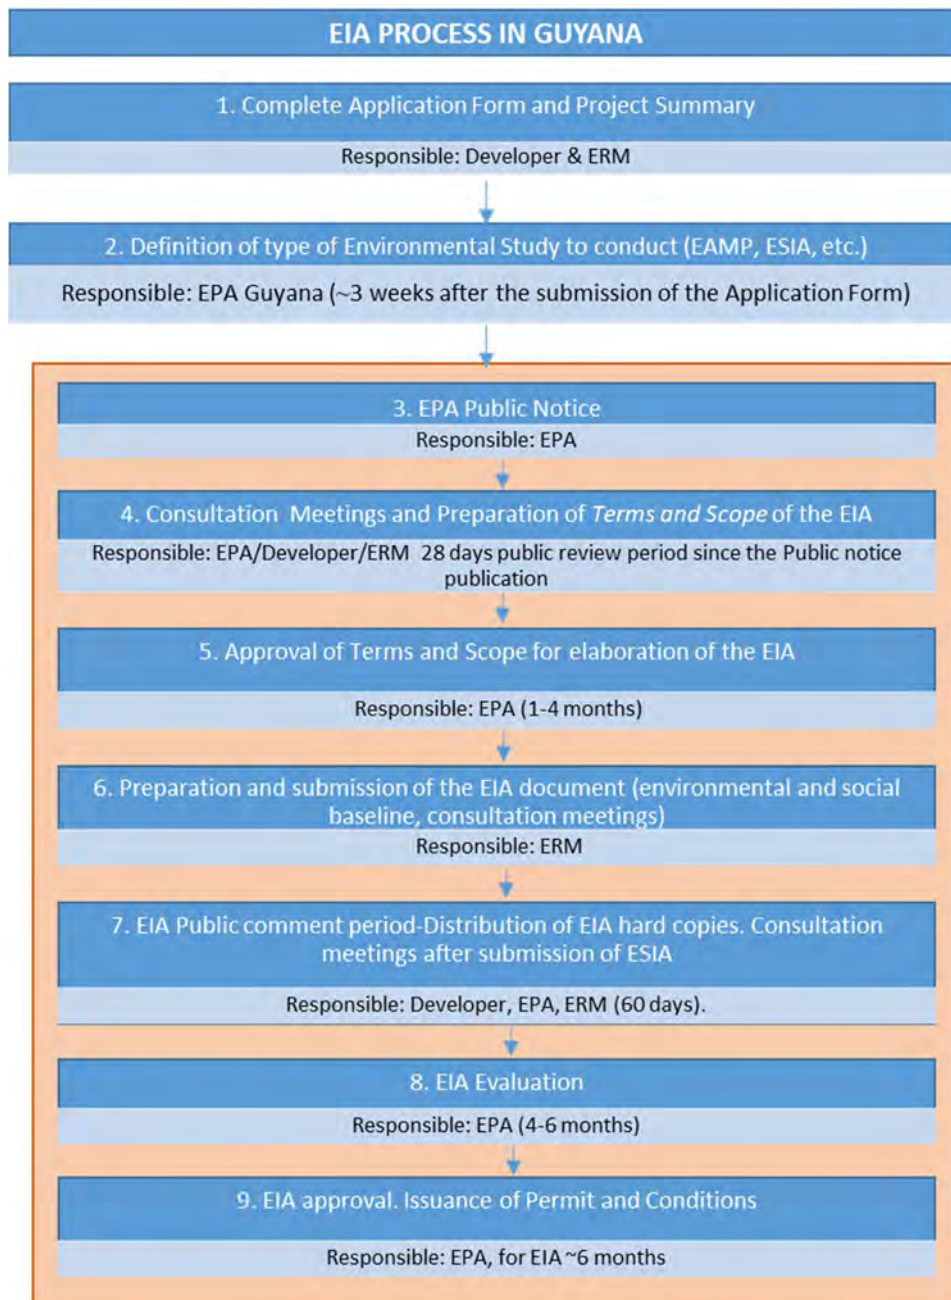 EIA PROCESS IN GUYANA
1. Complete Application Form and Project Summary
Responsible: Developer & ERM
2. Definition of type of Environmental Study to conduct (EAMP, ESIA, etc.)
Responsible: EPA Guyana (~3 weeks after the submission of the Application Form)
3. EPA Public Notice
Responsible: EPA
4. Consultation Meetings and Preparation of Terms and Scope of the EIA
Responsible: EPA/Developer/ERM 28 days public review period since the Public notice
publication
5. Approval of Terms and Scope for elaboration of the EIA
Responsible: EPA (1-4 months)
6. Preparation and submission of the EIA document (environmental and social
baseline, consultation meetings)
Responsible: ERM
7. EIA Public comment period-Distribution of EIA hard copies. Consultation
meetings after submission of ESIA
Responsible: Developer, EPA, ERM (60 days).
8. EIA Evaluation
Responsible: EPA (4-6 months)
9. EIA approval. Issuance of Permit and Conditions
Responsible: EPA, for EIA ~6 months